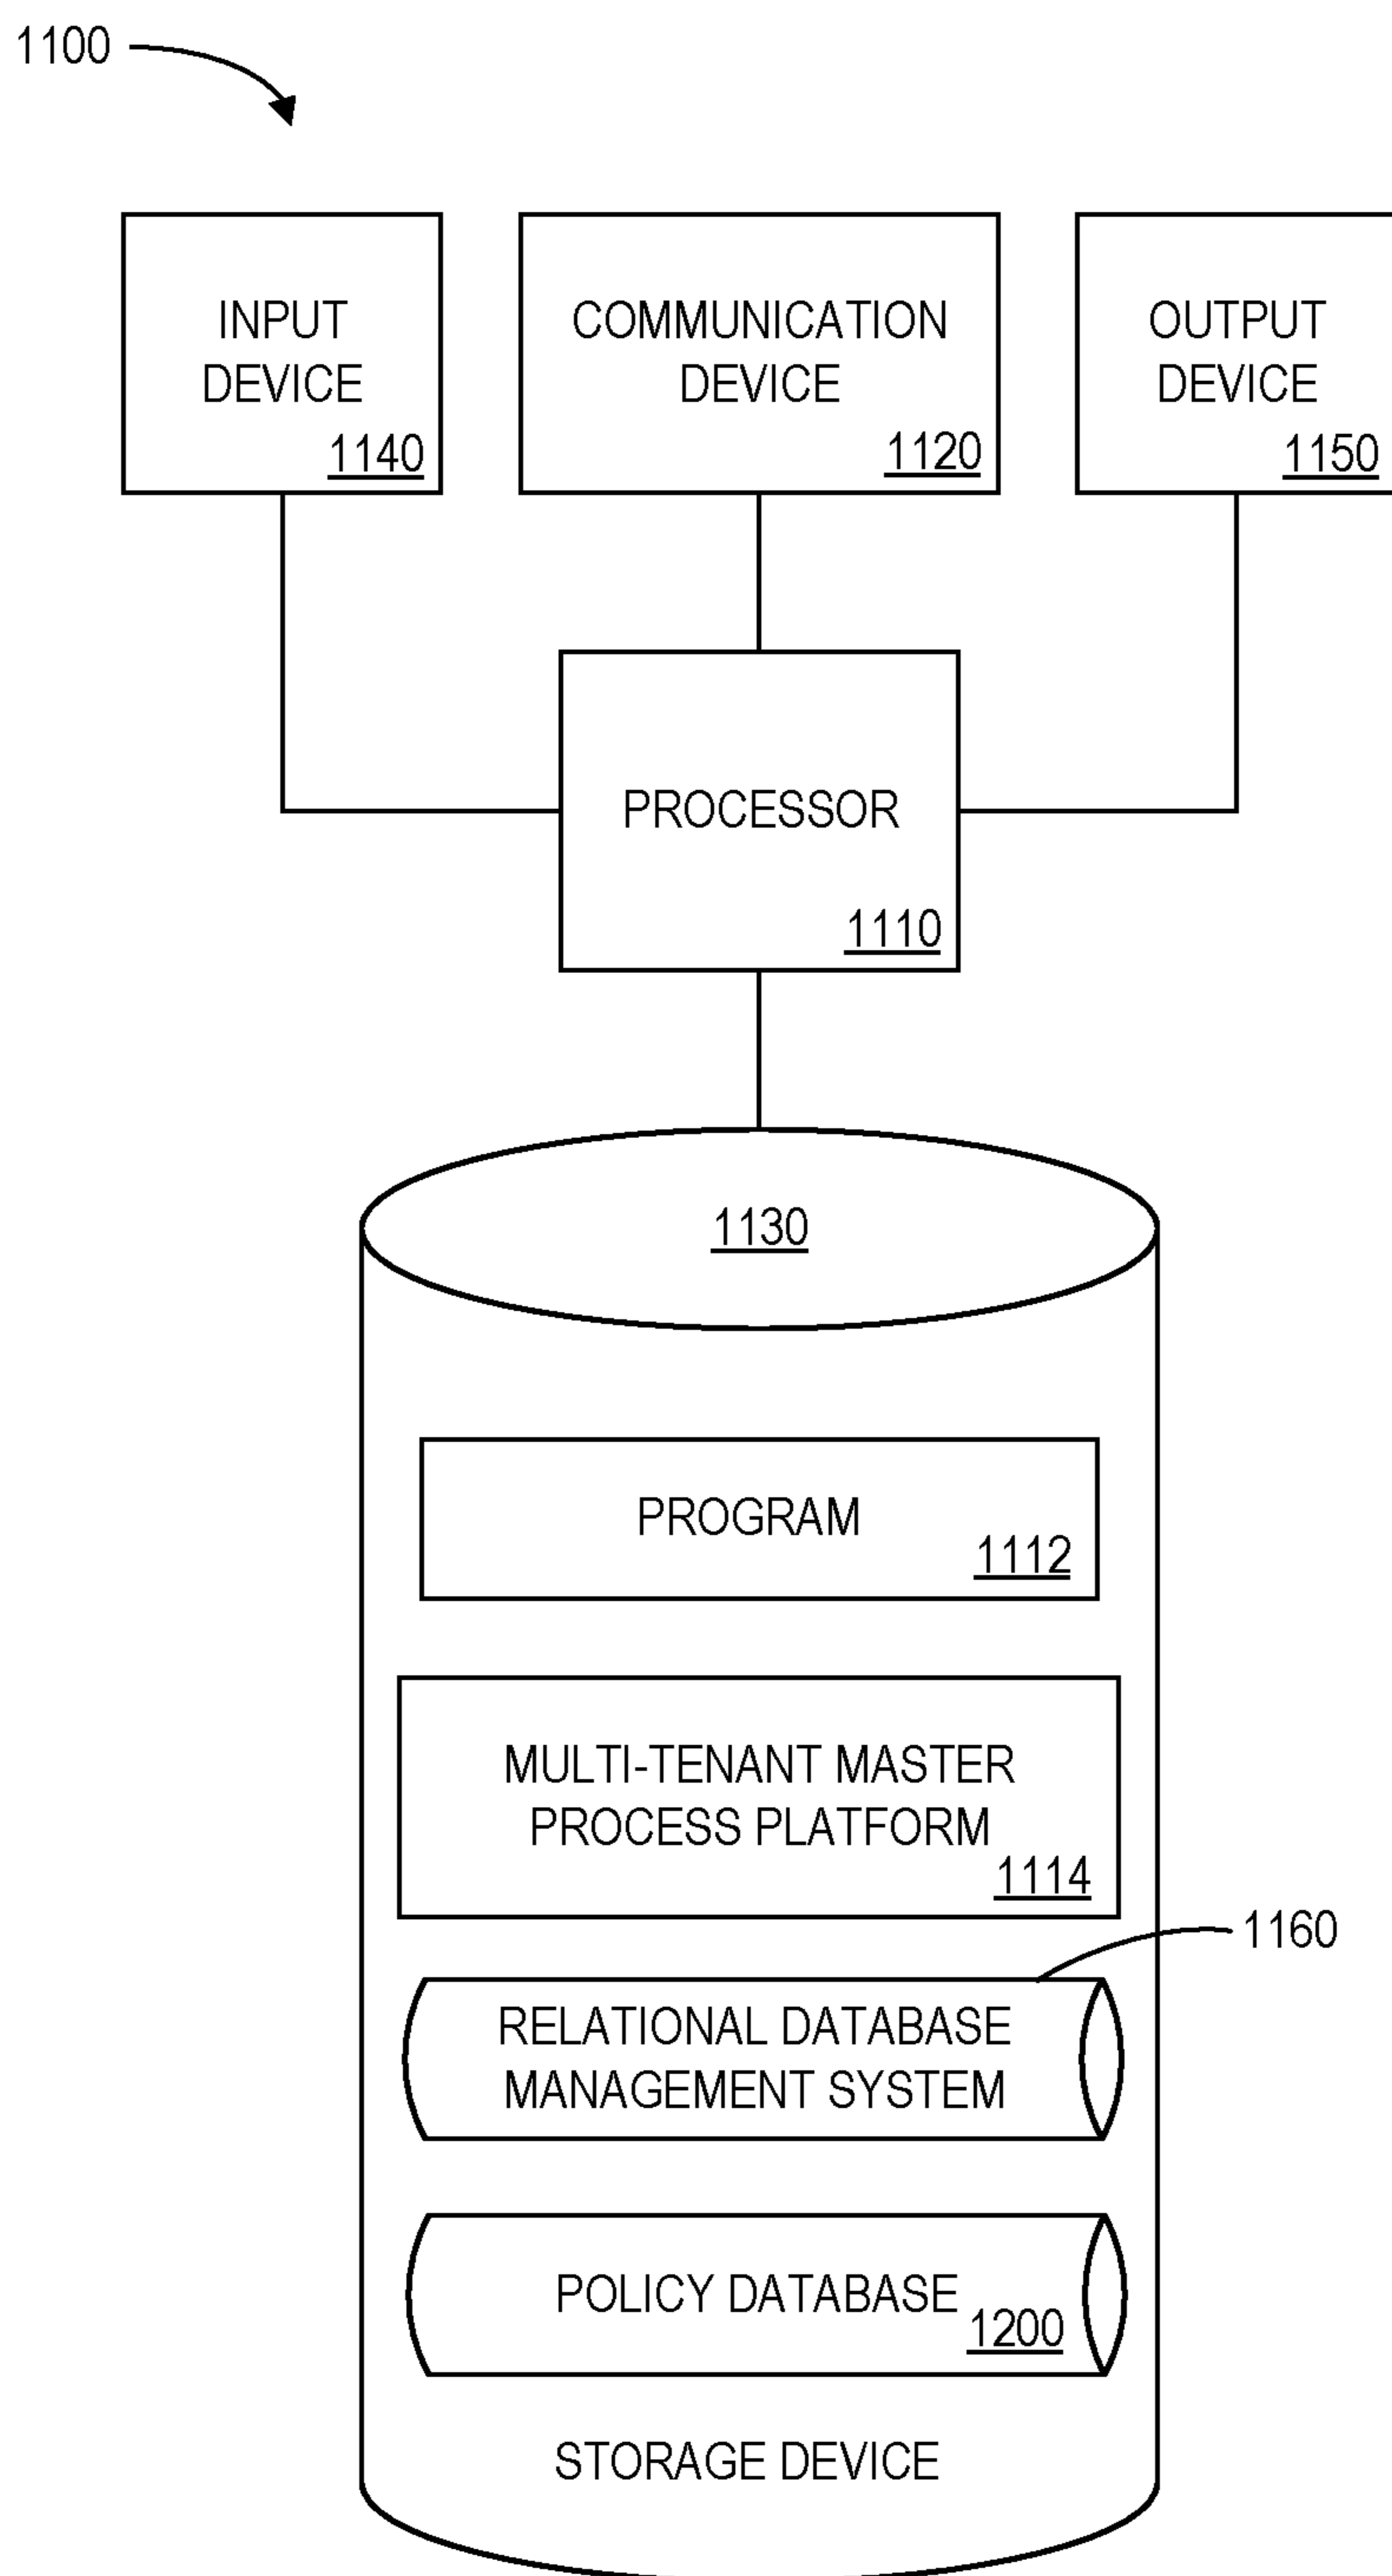 1100
INPUT
DEVICE
1140
COMMUNICATION
DEVICE
1120
OUTPUT
DEVICE
1150
PROCESSOR
1110
1130
PROGRAM
1112
MULTI-TENANT MASTER
PROCESS PLATFORM
1114
1160
RELATIONAL DATABASE
MANAGEMENT SYSTEM
POLICY DATABASE
1200
STORAGE DEVICE